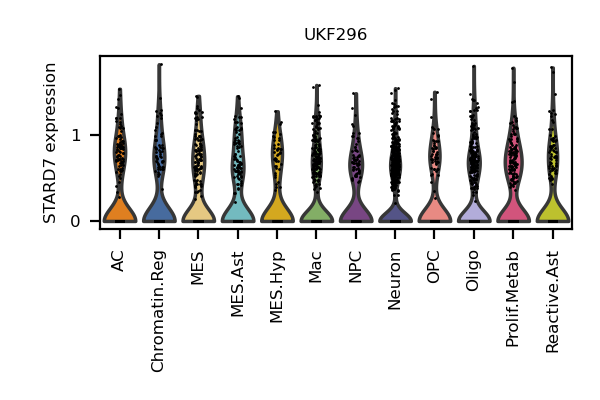 UKF296
STARD7 expression
1
0
AC
Chromatin.Reg
MES
MES.Ast
MES.Hyp
Mac
NPC
Neuron
OPC
Oligo
Prolif.Metab
Reactive.Ast